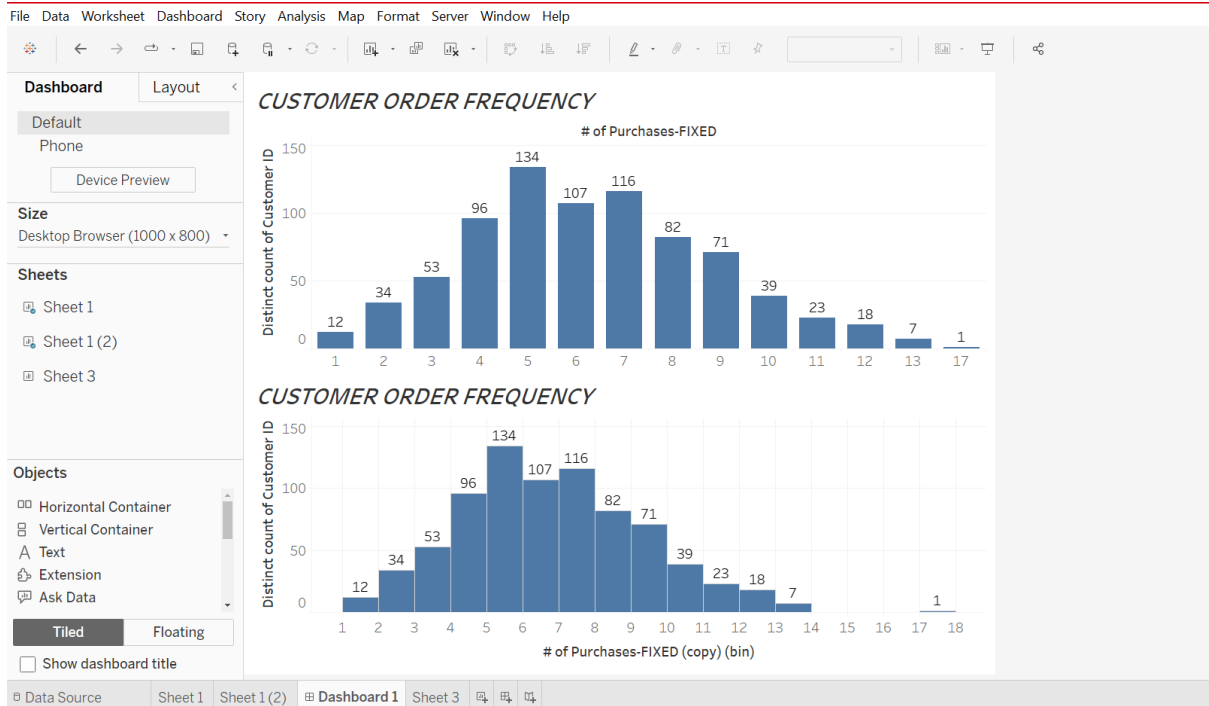 File Data Worksheet Dashboard Story Analysis Map Format Server Window Help
Dashboard Layout
Default
Phone
Device Preview
Size
Desktop Browser (1000 x 800)
Sheets
Sheet 1
Sheet 1 (2)
Sheet 3
Objects
Horizontal Container
Vertical Container
A Text
Extension
Ask Data
Tiled Floating
Show dashboard title
CUSTOMER ORDER FREQUENCY
# of Purchases-FIXED
Distinct count of Customer ID
150
100
50
0
12 34 53 96 134 107 116 82 71 39 23 18 7 1
1 2 3 4 5 6 7 8 9 10 11 12 13 17
CUSTOMER ORDER FREQUENCY
Distinct count of Customer ID
150
100
50
0
12 34 53 96 134 107 116 82 71 39 23 18 7 1
1 2 3 4 5 6 7 8 9 10 11 12 13 14 15 16 17 18
# of Purchases-FIXED (copy) (bin)
Data Source Sheet 1 Sheet 1 (2) Dashboard 1 Sheet 3